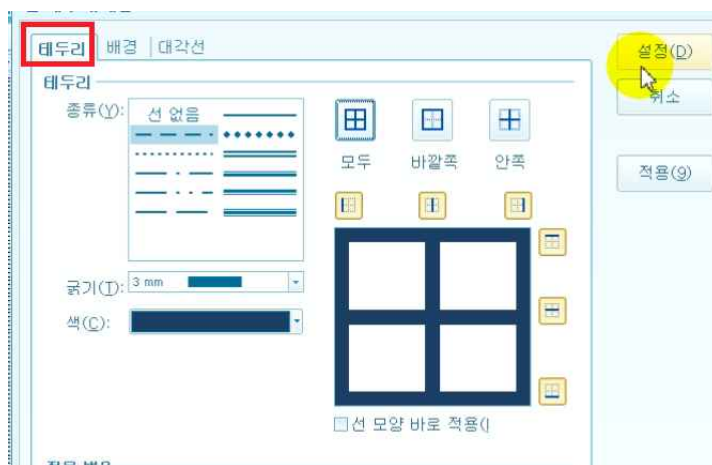 테두리 배경 대각선
설정(D)
테두리
취소
종류(Y): 선 없음
모두 바깥쪽 안쪽
적용(9)
굵기(T): 3 mm
색(C):
선 모양 바로 적용(I